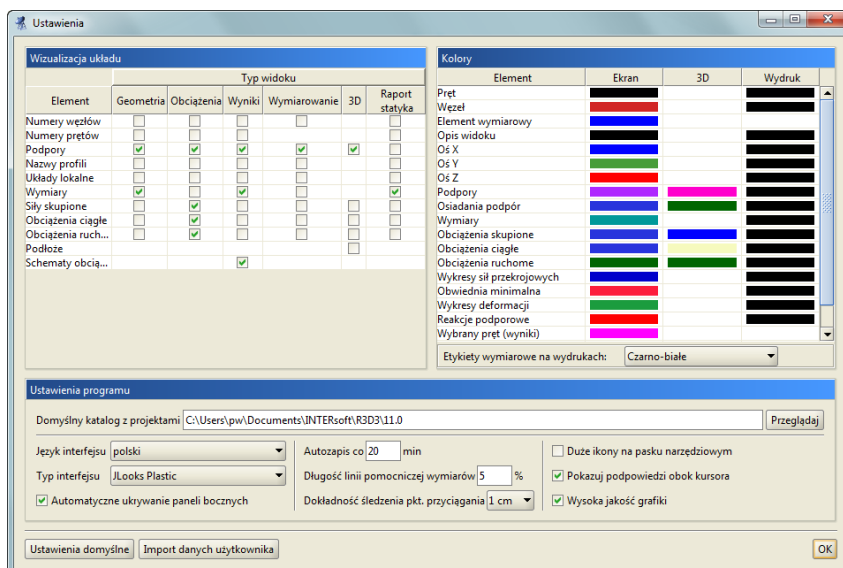 Ustawienia
Wizualizacja układu
Typ widoku
Element Geometria Obciążenia Wyniki Wymiarowanie 3D Raport statyka
Numery węzłów
Numery prętów
Podpory
Nazwy profili
Układy lokalne
Wymiary
Siły skupione
Obciążenia ciągłe
Obciążenia ruch...
Podłoże
Schematy obcią...
Kolory
Element Ekran 3D Wydruk
Pręt
Węzeł
Element wymiarowy
Opis widoku
Oś X
Oś Y
Oś Z
Podpory
Osiadania podpór
Wymiary
Obciążenia skupione
Obciążenia ciągłe
Obciążenia ruchome
Wykresy sił przekrojowych
Obwiednia minimalna
Wykresy deformacji
Reakcje podporowe
Wybrany pręt (wyniki)
Etykiety wymiarowe na wydrukach: Czarno-białe
Ustawienia programu
Domyślny katalog z projektami C:\Users\pw\Documents\INTERsoft\R3D3\11.0 Przeglądaj
Język interfejsu polski
Typ interfejsu JLooks Plastic
Automatyczne ukrywanie paneli bocznych
Autozapis co 20 min
Długość linii pomocniczej wymiarów 5 %
Dokładność śledzenia pkt. przyciągania 1 cm
Duże ikony na pasku narzędziowym
Pokazuj podpowiedzi obok kursora
Wysoka jakość grafiki
Ustawienia domyślne Import danych użytkownika OK